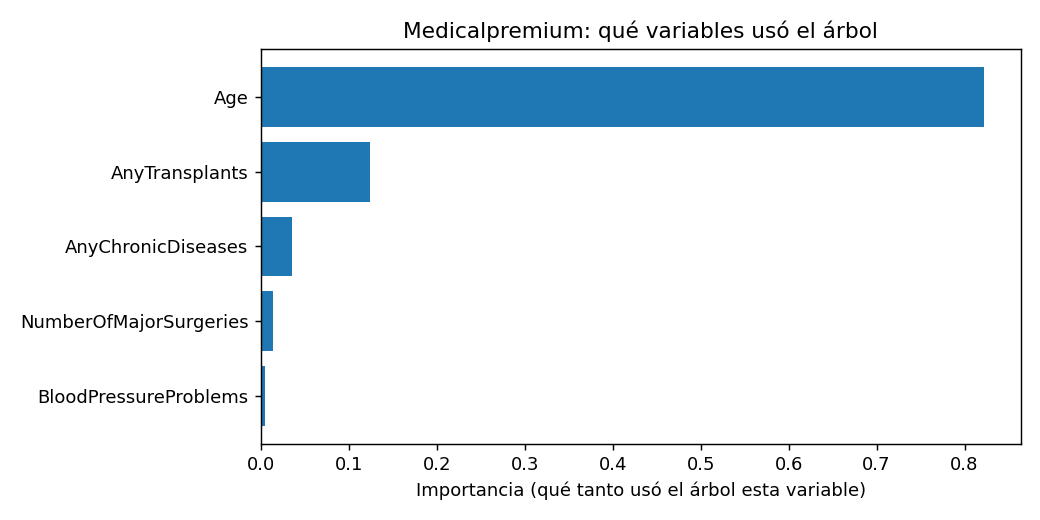 Medicalpremium: qué variables usó el árbol
Age
AnyTransplants
AnyChronicDiseases
NumberOfMajorSurgeries
BloodPressureProblems
0.0 0.1 0.2 0.3 0.4 0.5 0.6 0.7 0.8
Importancia (qué tanto usó el árbol esta variable)